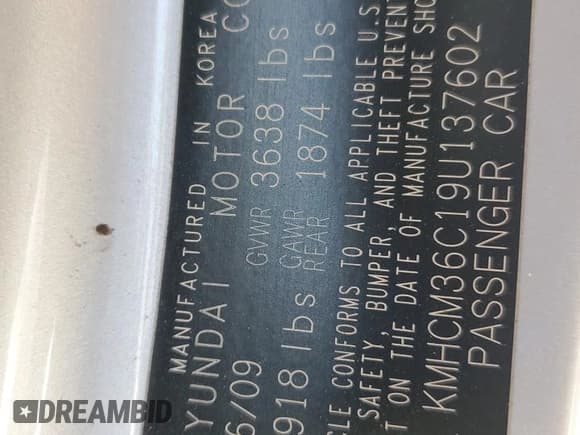 MANUFACTURED IN KOREA
YUNDAI MOTOR CO
6/09 GVWR 3638 lbs
918 lbs GAWR REAR 1874 lbs
CLE CONFORMS TO ALL APPLICABLE U.S
SAFETY, BUMPER, AND THEFT PREVENT
T ON THE DATE OF MANUFACTURE SHO
KMHCM36C19U137602
PASSENGER CAR
DREAMBID